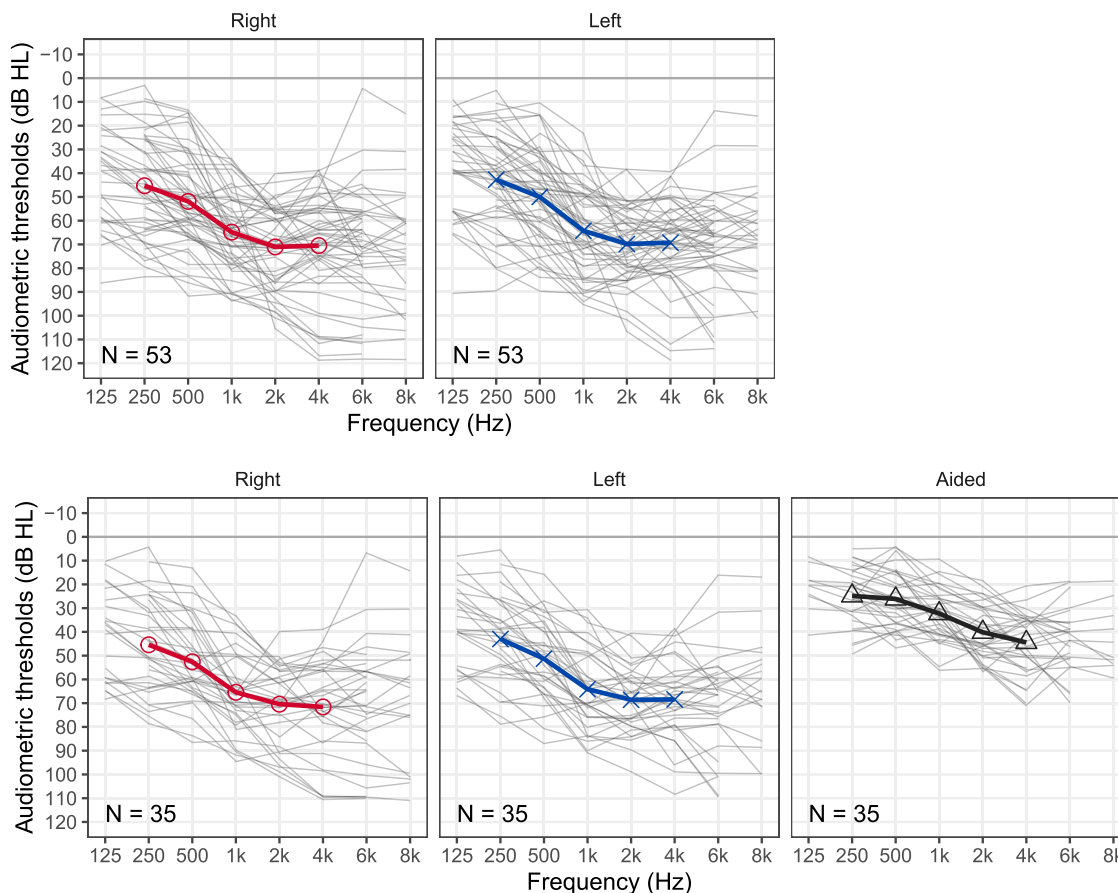 Right Left
Audiometric thresholds (dB HL)
−10
0
10
20
30
40
50
60
70
80
90
100
110
120
N = 53 N = 53
125 250 500 1k 2k 4k 6k 8k 125 250 500 1k 2k 4k 6k 8k
Frequency (Hz)
Right Left Aided
Audiometric thresholds (dB HL)
−10
0
10
20
30
40
50
60
70
80
90
100
110
120
N = 35 N = 35 N = 35
125 250 500 1k 2k 4k 6k 8k 125 250 500 1k 2k 4k 6k 8k 125 250 500 1k 2k 4k 6k 8k
Frequency (Hz)